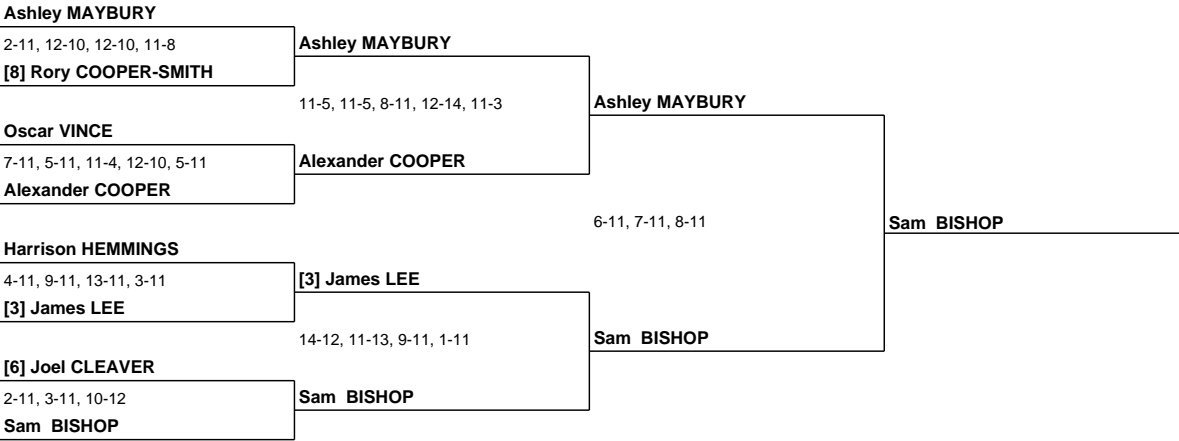 Ashley MAYBURY
2-11, 12-10, 12-10, 11-8
[8] Rory COOPER-SMITH
Oscar VINCE
7-11, 5-11, 11-4, 12-10, 5-11
Alexander COOPER
Harrison HEMMINGS
4-11, 9-11, 13-11, 3-11
[3] James LEE
[6] Joel CLEAVER
2-11, 3-11, 10-12
Sam BISHOP
Ashley MAYBURY
11-5, 11-5, 8-11, 12-14, 11-3
Alexander COOPER
[3] James LEE
14-12, 11-13, 9-11, 1-11
Sam BISHOP
Ashley MAYBURY
6-11, 7-11, 8-11
Sam BISHOP
Sam BISHOP